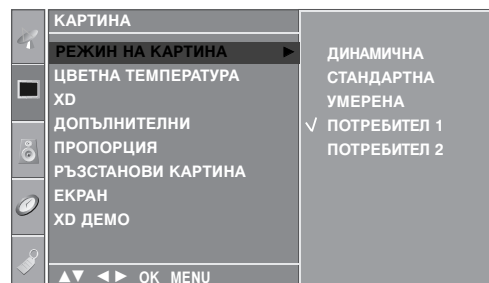 КАРТИНА
РЕЖИН НА КАРТИНА ►
ЦВЕТНА ТЕМПЕРАТУРА
XD
ДОПЪЛНИТЕЛНИ
ПРОПОРЦИЯ
РЪЗСТАНОВИ КАРТИНА
ЕКРАН
XD ДЕМО
▲▼ ◄► OK MENU
ДИНАМИЧНА
СТАНДАРТНА
УМЕРЕНА
√ ПОТРЕБИТЕЛ 1
ПОТРЕБИТЕЛ 2